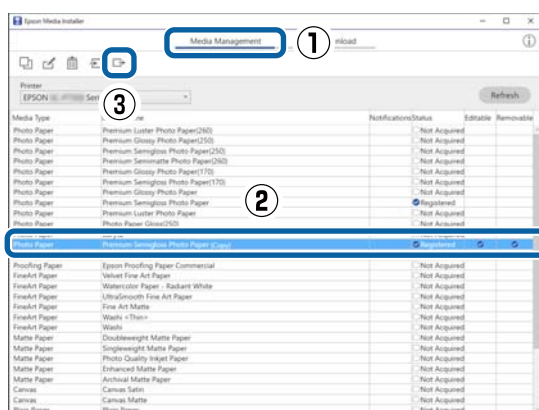 Epson Media Installer
Media Management
nload
①
③
Printer
EPSON
Seri
Refresh
Media Type
Notifications Status Editable Removable
Photo Paper Premium Luster Photo Paper(260) Not Acquired
Photo Paper Premium Glossy Photo Paper(250) Not Acquired
Photo Paper Premium Semigloss Photo Paper(250) Not Acquired
Photo Paper Premium Semimatte Photo Paper(260) Not Acquired
Photo Paper Premium Glossy Photo Paper(170) Not Acquired
Photo Paper Premium Semigloss Photo Paper(170) Not Acquired
Photo Paper Premium Glossy Photo Paper Not Acquired
Photo Paper Premium Semigloss Photo Paper Registered
Photo Paper Premium Luster Photo Paper Not Acquired
Photo Paper Photo Paper Gloss(250) Not Acquired
②
Photo Paper Premium Semigloss Photo Paper (Copy) Registered
Proofing Paper Epson Proofing Paper Commercial Not Acquired
FineArt Paper Velvet Fine Art Paper Not Acquired
FineArt Paper Watercolor Paper - Radiant White Not Acquired
FineArt Paper UltraSmooth Fine Art Paper Not Acquired
FineArt Paper Fine Art Matte Not Acquired
FineArt Paper Washi <Thin> Not Acquired
FineArt Paper Washi Not Acquired
Matte Paper Doubleweight Matte Paper Not Acquired
Matte Paper Singleweight Matte Paper Not Acquired
Matte Paper Photo Quality Inkjet Paper Not Acquired
Matte Paper Enhanced Matte Paper Not Acquired
Matte Paper Archival Matte Paper Not Acquired
Canvas Canvas Satin Not Acquired
Canvas Canvas Matte Not Acquired